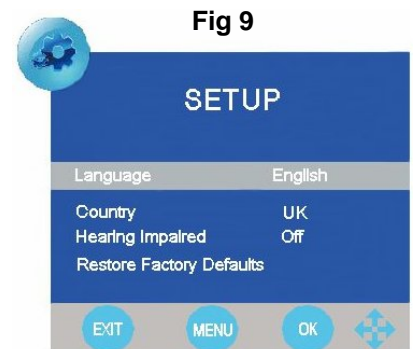 Fig 9
SETUP
Language English
Country UK
Hearing Impaired Off
Restore Factory Defaults
EXIT MENU OK